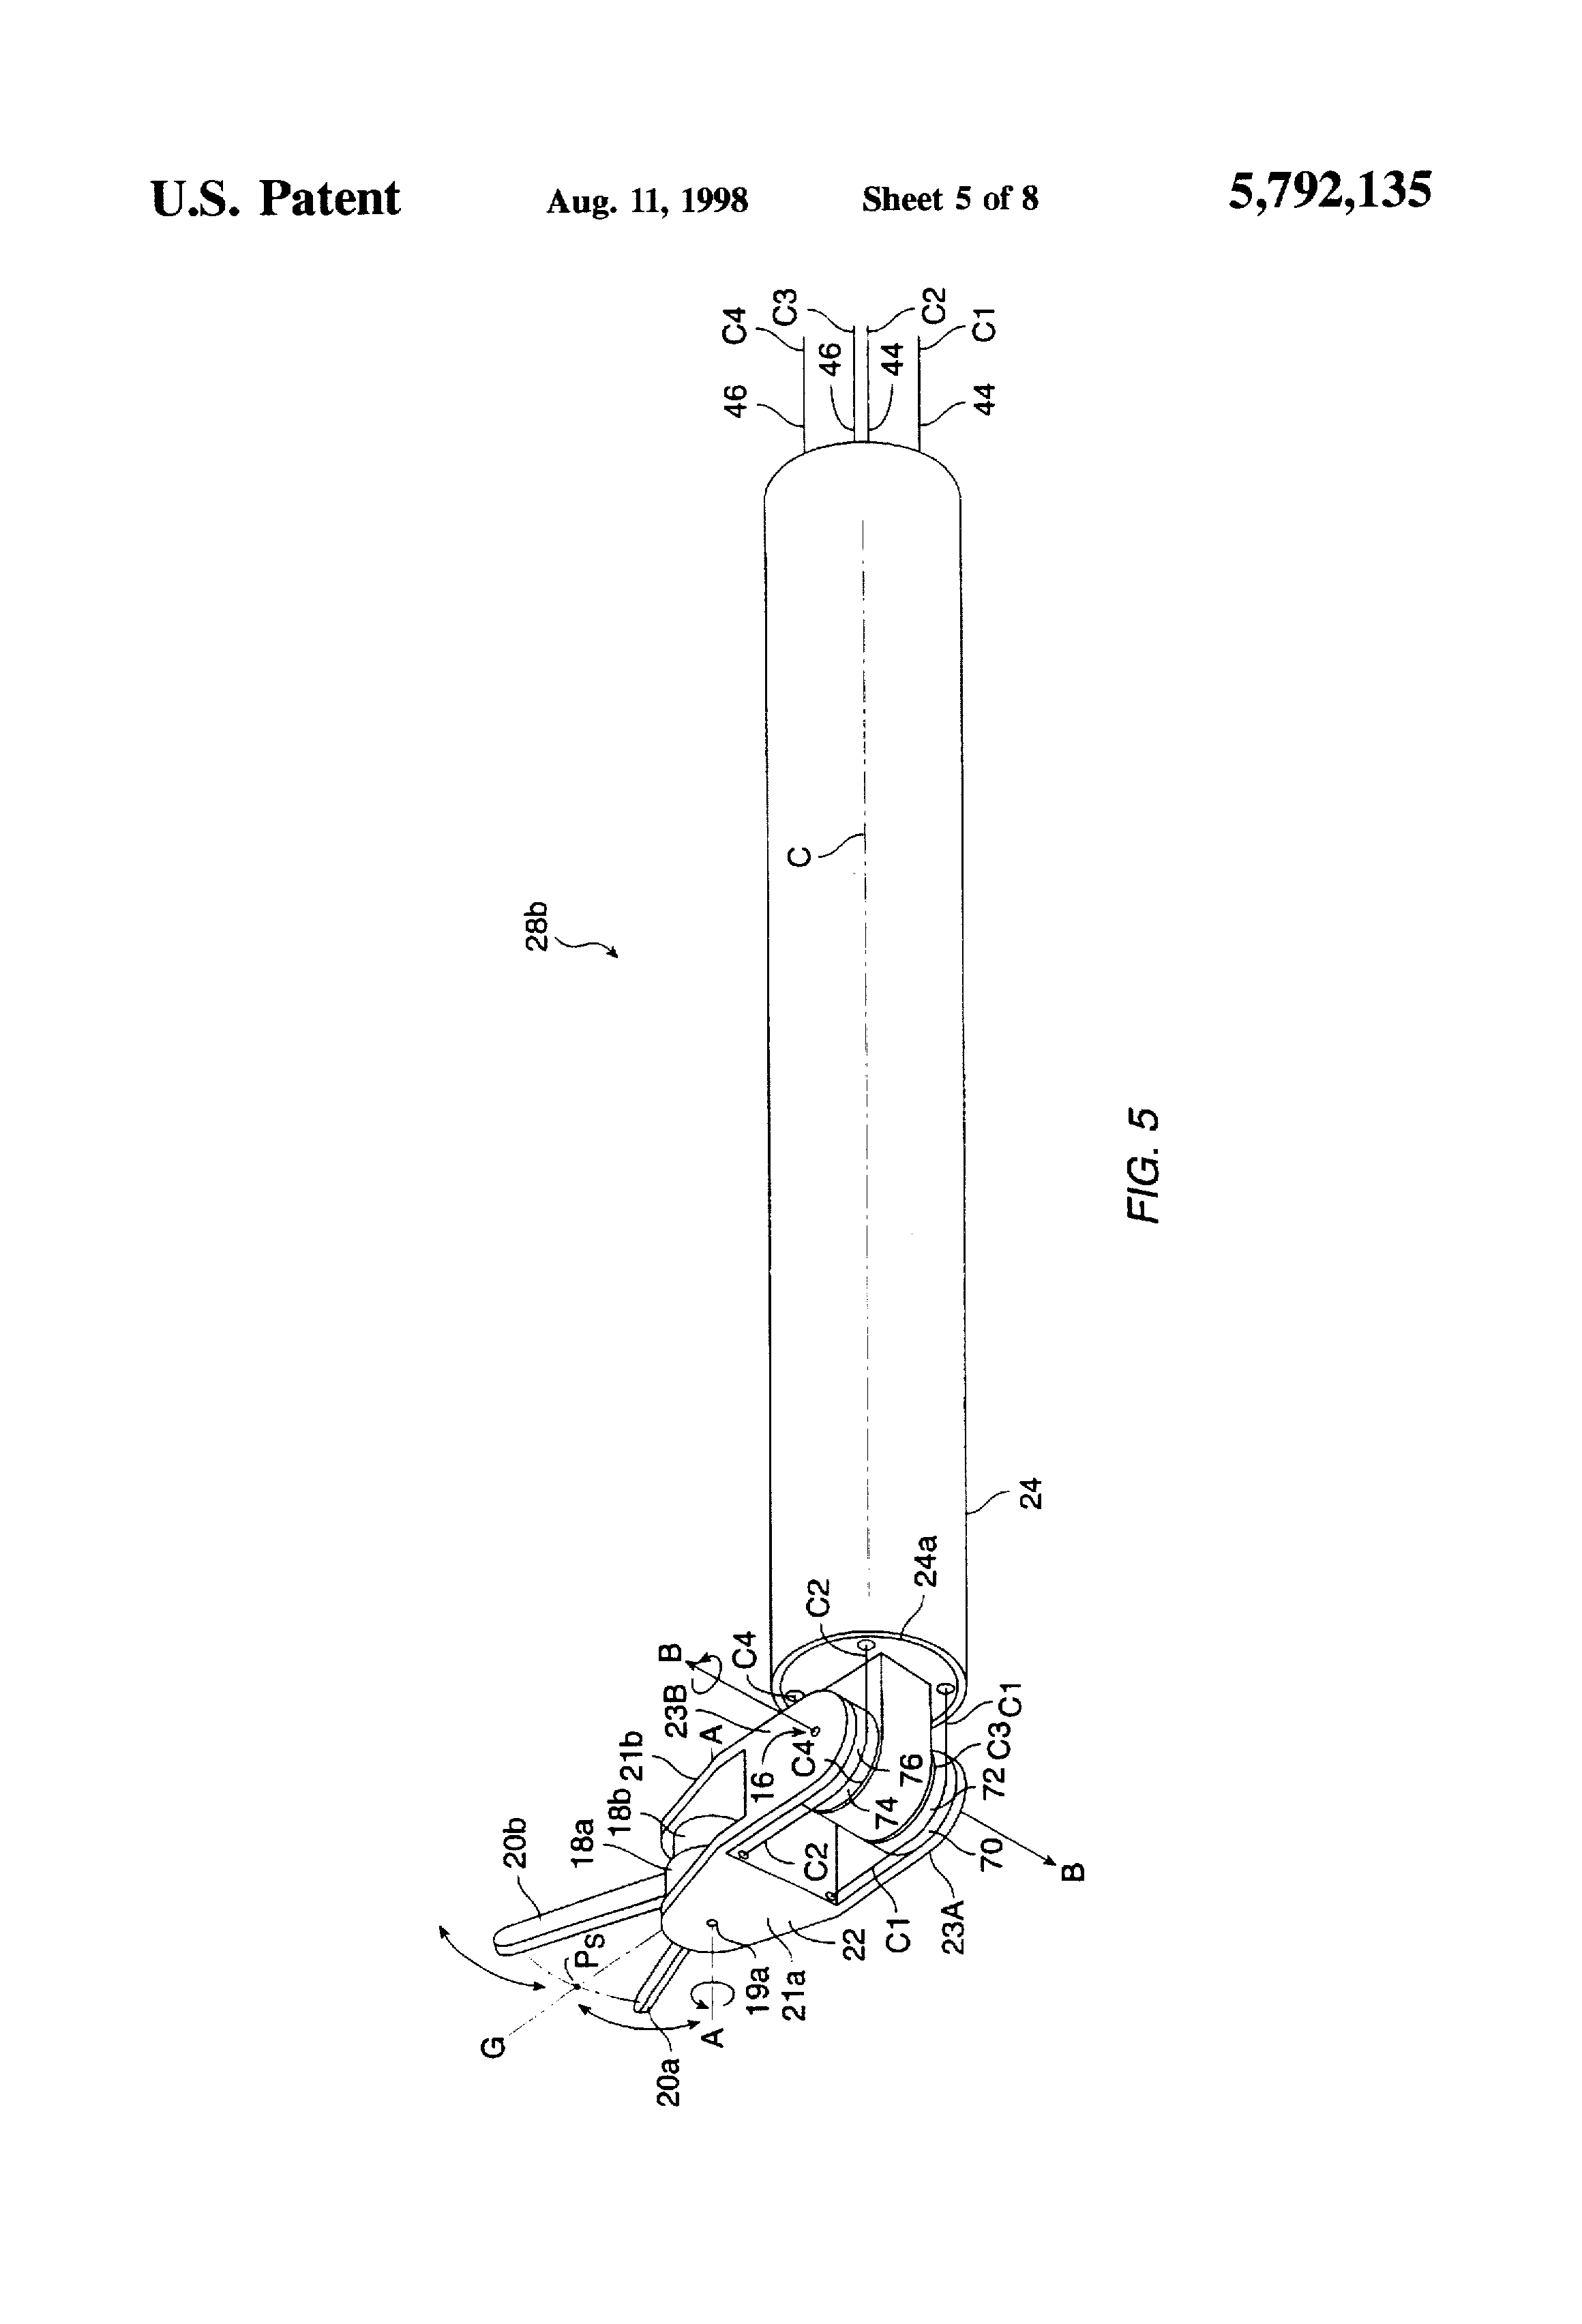 U.S. Patent Aug. 11, 1998 Sheet 5 of 8 5,792,135
C4 C3 C2 C1
46 46 44 44
C
28b
FIG. 5
24
24a
C2
C4
B
23B
A
21b
16
C4
76
74
C1
C3
72
70
B
18b
18a
20b
C2
C1
23A
22
21a
19a
A
PS
G
20a